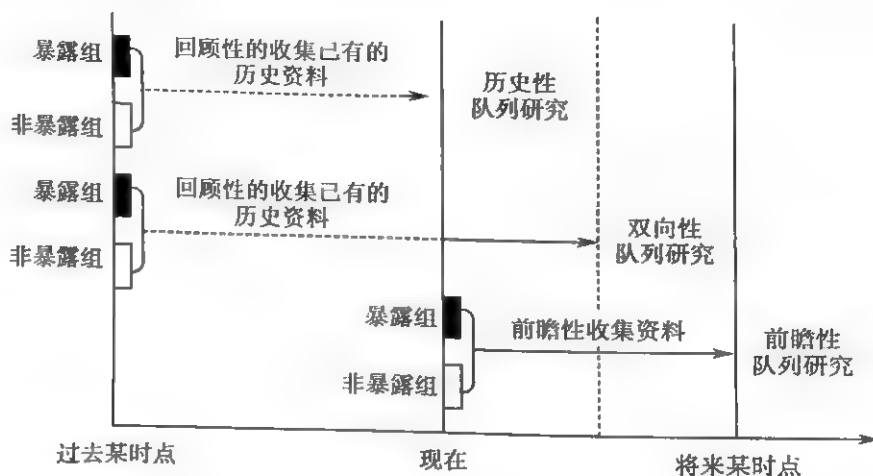 暴露组
回顾性的收集已有的
历史资料
历史性
队列研究
非暴露组
暴露组
回顾性的收集已有的
历史资料
双向性
队列研究
非暴露组
暴露组
前瞻性收集资料
前瞻性
队列研究
非暴露组
过去某时点
现在
将来某时点